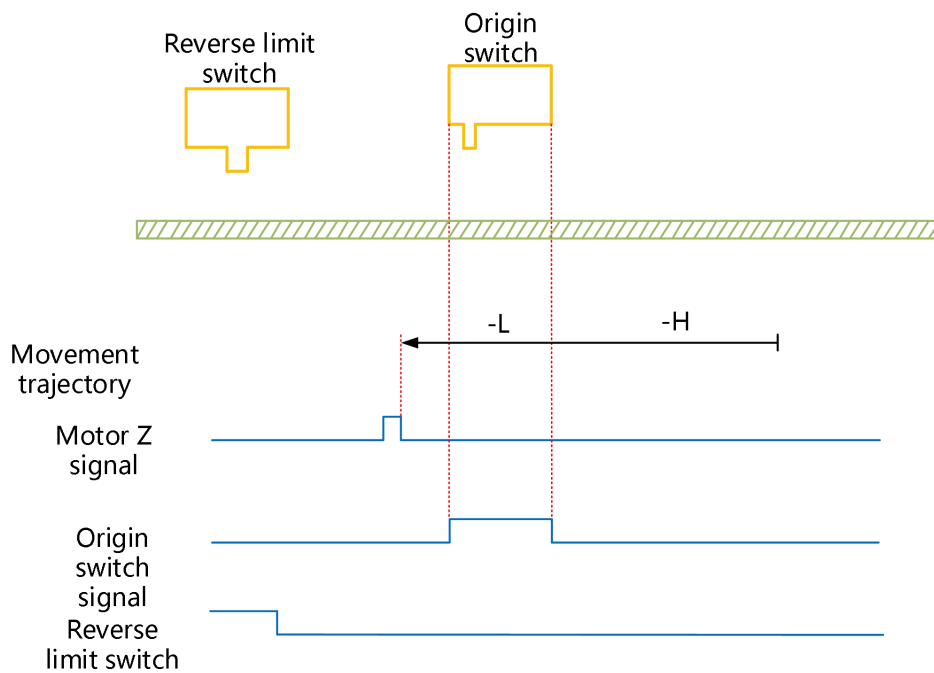 Reverse limit
switch
Origin
switch
-L
-H
Movement
trajectory
Motor Z
signal
Origin
switch
signal
Reverse
limit switch